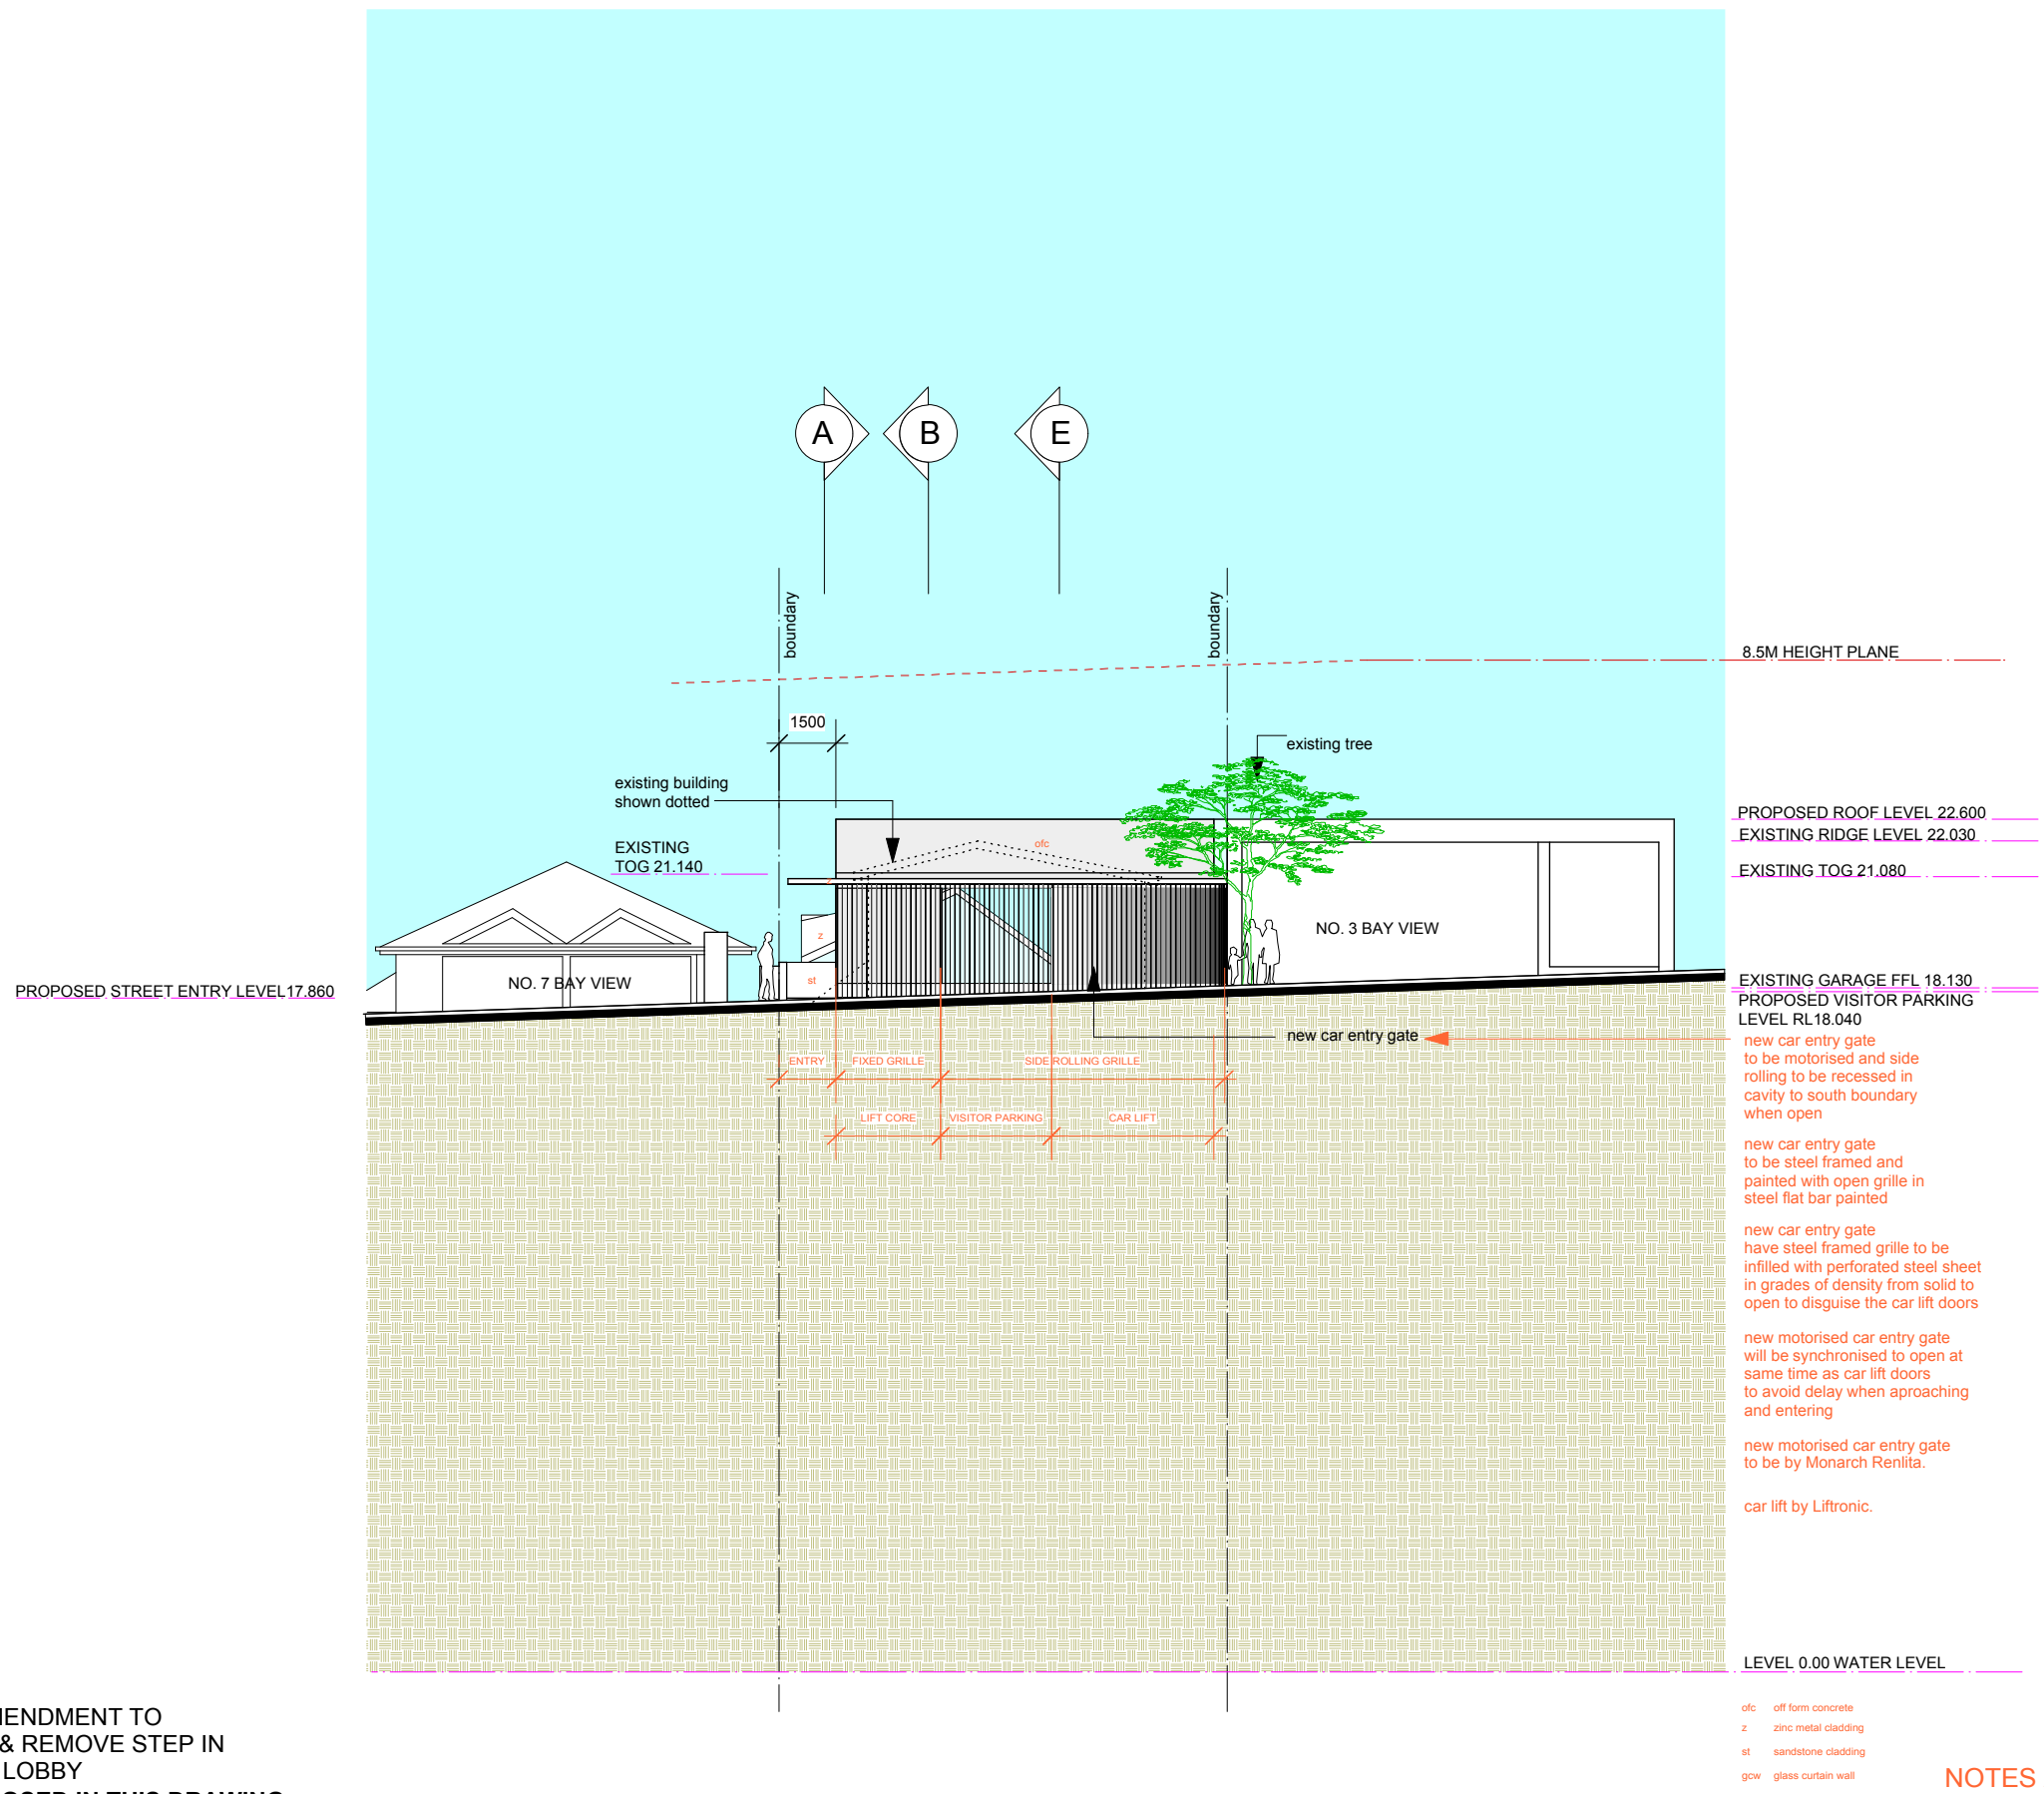 A
B
E
boundary
boundary
8.5M HEIGHT PLANE
1500
existing tree
existing building
shown dotted
PROPOSED ROOF LEVEL 22.600
EXISTING RIDGE LEVEL 22.030
ofc
EXISTING
TOG 21.140
EXISTING TOG 21.080
z
NO. 3 BAY VIEW
st
NO. 7 BAY VIEW
PROPOSED STREET ENTRY LEVEL17.860
EXISTING GARAGE FFL 18.130
PROPOSED VISITOR PARKING
LEVEL RL18.040
new car entry gate
new car entry gate
to be motorised and side
rolling to be recessed in
cavity to south boundary
when open
ENTRY
FIXED GRILLE
SIDE ROLLING GRILLE
LIFT CORE
VISITOR PARKING
CAR LIFT
new car entry gate
to be steel framed and
painted with open grille in
steel flat bar painted
new car entry gate
have steel framed grille to be
infilled with perforated steel sheet
in grades of density from solid to
open to disguise the car lift doors
new motorised car entry gate
will be synchronised to open at
same time as car lift doors
to avoid delay when aproaching
and entering
new motorised car entry gate
to be by Monarch Renlita.
car lift by Liftronic.
LEVEL 0.00 WATER LEVEL
ofc off form concrete
z zinc metal cladding
st sandstone cladding
gcw glass curtain wall
NOTES
TO
& REMOVE STEP IN
LOBBY
IN THIS DRAWING